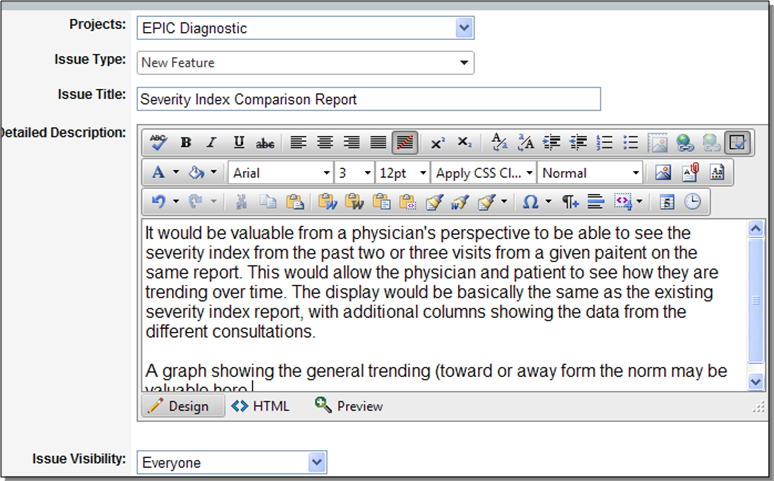 Projects: EPIC Diagnostic
Issue Type: New Feature
Issue Title: Severity Index Comparison Report
Detailed Description:
ABC B I U abc x² x₂
A Arial 3 12pt Apply CSS Cl... Normal
It would be valuable from a physician's perspective to be able to see the
severity index from the past two or three visits from a given paitent on the
same report. This would allow the physician and patient to see how they are
trending over time. The display would be basically the same as the existing
severity index report, with additional columns showing the data from the
different consultations.
A graph showing the general trending (toward or away form the norm may be
valuable here
Design HTML Preview
Issue Visibility: Everyone